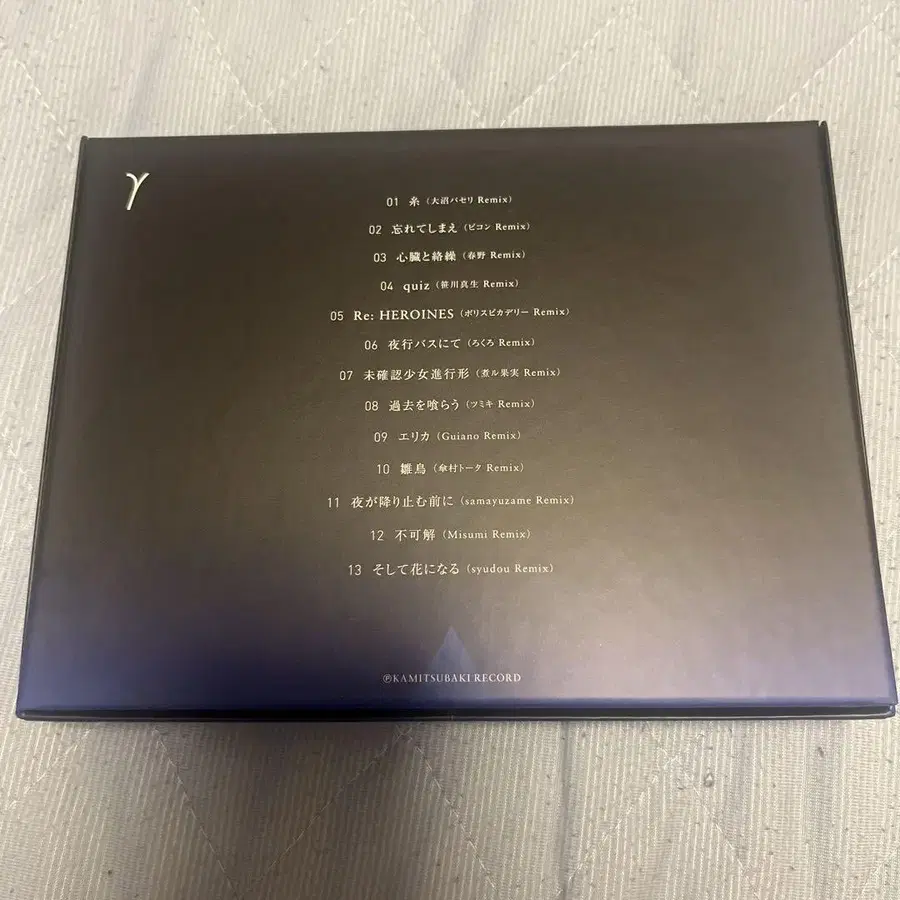 γ
01 糸（大沼パセリ Remix）
02 忘れてしまえ（ピコン Remix）
03 心臓と絡繰（春野 Remix）
04 quiz（笹川真生 Remix）
05 Re: HEROINES（ポリスピカデリー Remix）
06 夜行バスにて（ろくろ Remix）
07 未確認少女進行形（煮ル果実 Remix）
08 過去を喰らう（ツミキ Remix）
09 エリカ（Guiano Remix）
10 雛鳥（傘村トータ Remix）
11 夜が降り止む前に（samayuzame Remix）
12 不可解（Misumi Remix）
13 そして花になる（syudou Remix）
℗KAMITSUBAKI RECORD